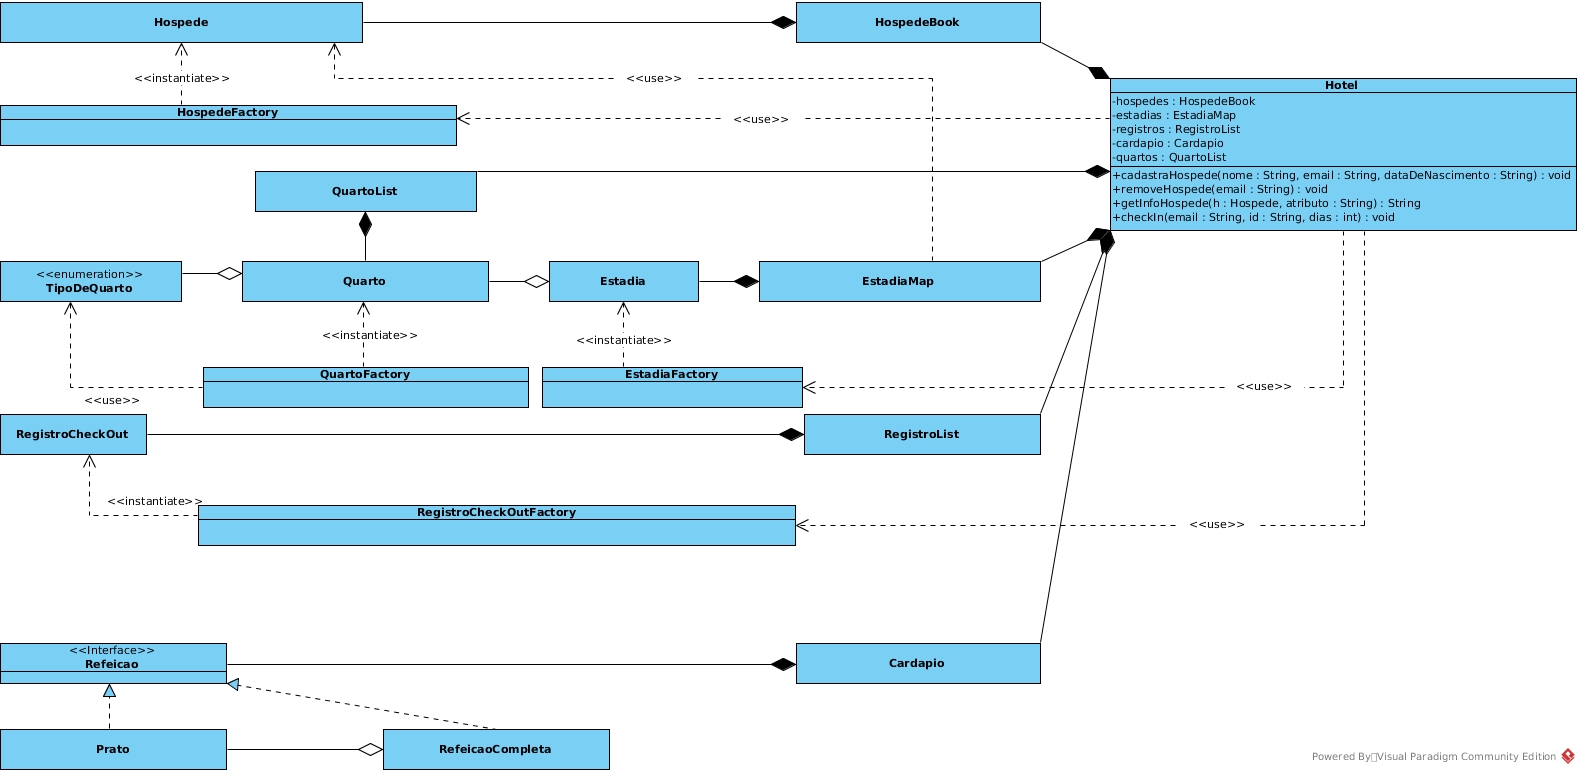 Hospede
HospedeBook
<<instantiate>>
<<use>>
Hotel
-hospedes : HospedeBook
-estadias : EstadiaMap
-registros : RegistroList
-cardapio : Cardapio
-quartos : QuartoList
+cadastraHospede(nome : String, email : String, dataDeNascimento : String) : void
+removeHospede(email : String) : void
+getInfoHospede(h : Hospede, atributo : String) : String
+checkIn(email : String, id : String, dias : int) : void
HospedeFactory
<<use>>
QuartoList
<<enumeration>>
TipoDeQuarto
Quarto
Estadia
EstadiaMap
<<instantiate>>
<<instantiate>>
QuartoFactory
EstadiaFactory
<<use>>
<<use>>
RegistroCheckOut
RegistroList
<<instantiate>>
RegistroCheckOutFactory
<<use>>
<<Interface>>
Refeicao
Cardapio
Prato
RefeicaoCompleta
Powered By Visual Paradigm Community Edition